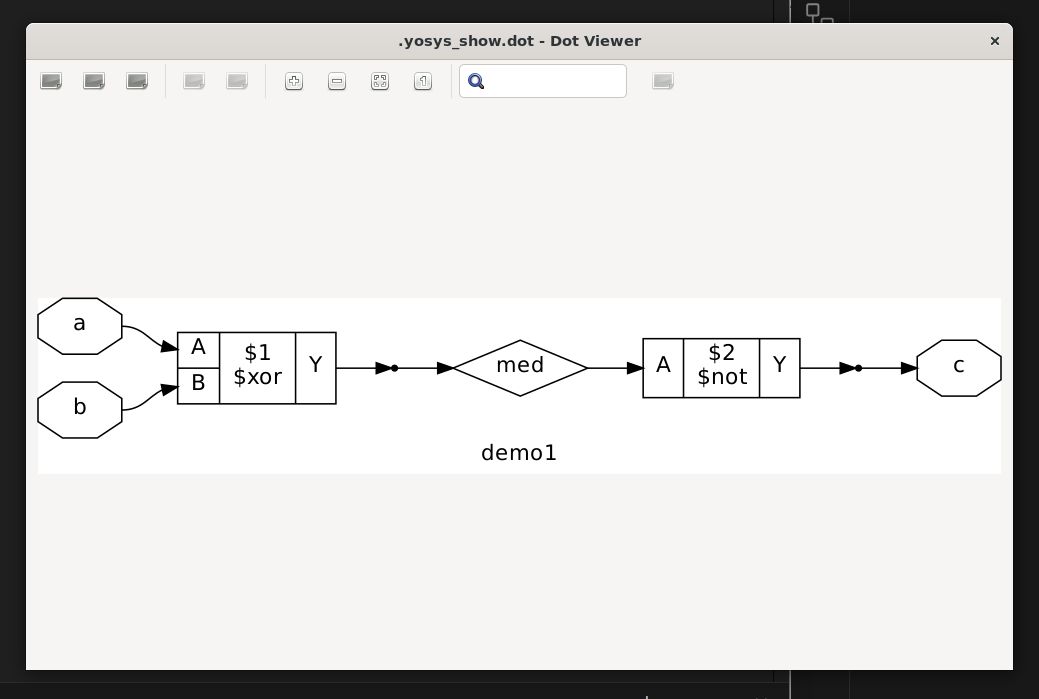 .yosys_show.dot - Dot Viewer
a
b
A
B
$1
$xor
Y
med
A
$2
$not
Y
c
demo1